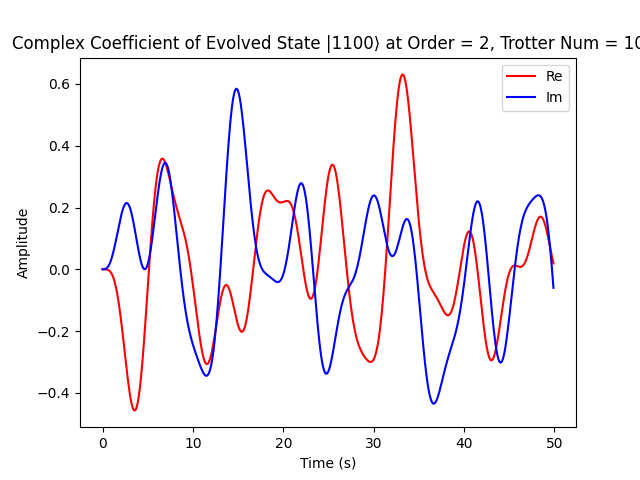 Complex Coefficient of Evolved State |1100⟩ at Order = 2, Trotter Num = 10
Re
Im
0.6
0.4
0.2
0.0
−0.2
−0.4
Amplitude
0 10 20 30 40 50
Time (s)